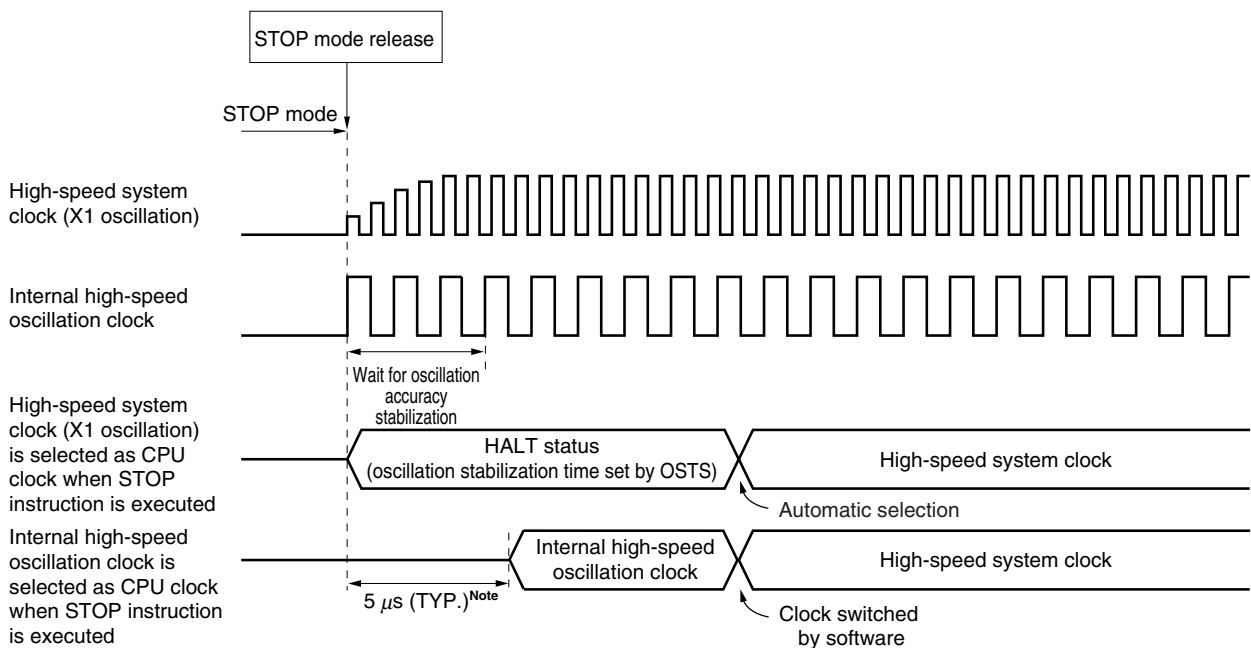 STOP mode release
STOP mode
High-speed system
clock (X1 oscillation)
Internal high-speed
oscillation clock
Wait for oscillation
accuracy
stabilization
High-speed system
clock (X1 oscillation)
is selected as CPU
clock when STOP
instruction is executed
HALT status
(oscillation stabilization time set by OSTS)
High-speed system clock
Automatic selection
Internal high-speed
oscillation clock is
selected as CPU clock
when STOP instruction
is executed
5 μs (TYP.)Note
Internal high-speed
oscillation clock
High-speed system clock
Clock switched
by software